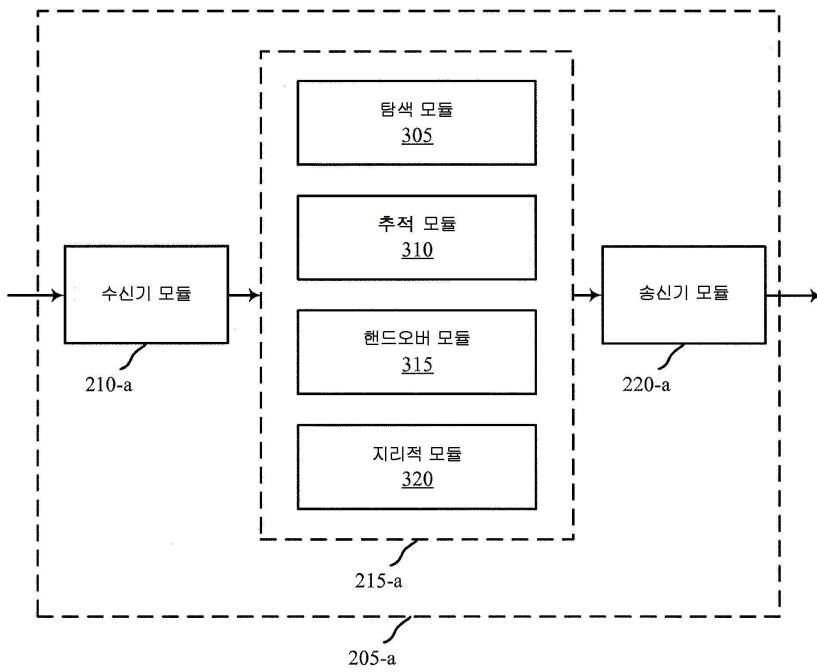 탐색 모듈
305
추적 모듈
310
수신기 모듈
210-a
핸드오버 모듈
315
송신기 모듈
220-a
지리적 모듈
320
215-a
205-a